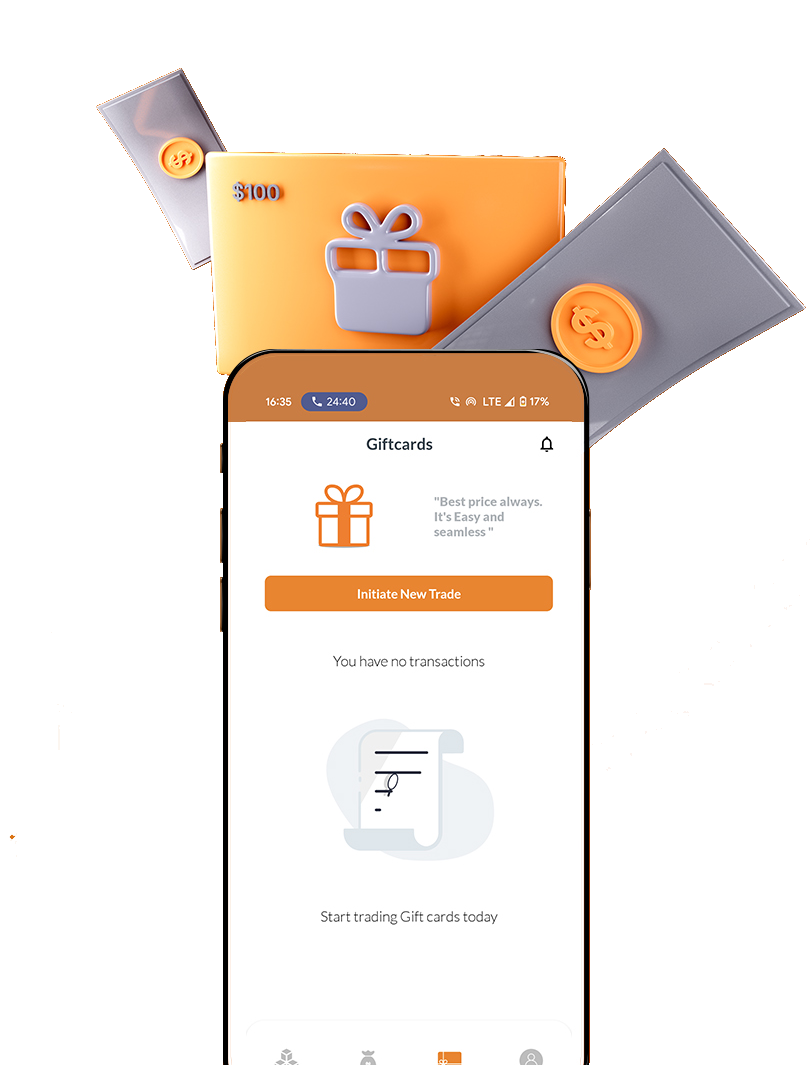 $100
16:35 24:40 LTE 17%
Giftcards
"Best price always.
It's Easy and
seamless "
Initiate New Trade
You have no transactions
Start trading Gift cards today